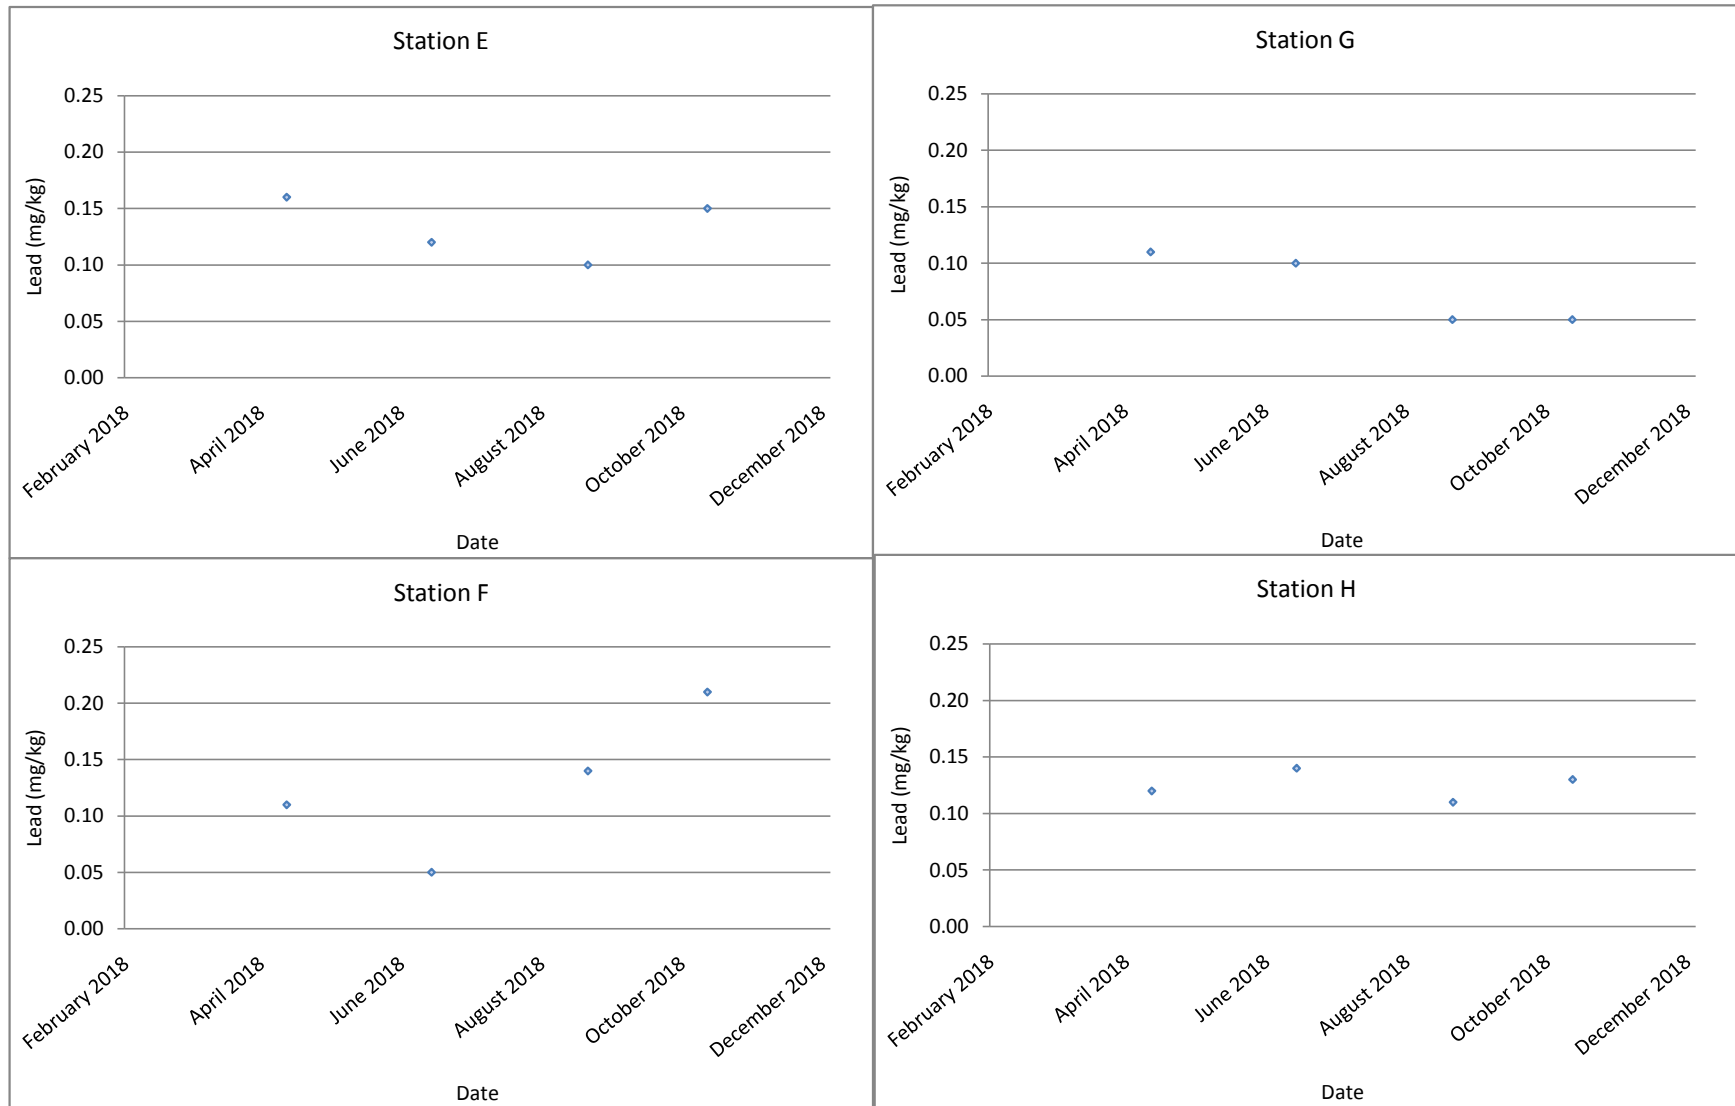 Station E
0.25
0.20
0.15
0.10
0.05
0.00
Lead (mg/kg)
February 2018
April 2018
June 2018
August 2018
October 2018
December 2018
Date
Station G
0.25
0.20
0.15
0.10
0.05
0.00
Lead (mg/kg)
February 2018
April 2018
June 2018
August 2018
October 2018
December 2018
Date
Station F
0.25
0.20
0.15
0.10
0.05
0.00
Lead (mg/kg)
February 2018
April 2018
June 2018
August 2018
October 2018
December 2018
Date
Station H
0.25
0.20
0.15
0.10
0.05
0.00
Lead (mg/kg)
February 2018
April 2018
June 2018
August 2018
October 2018
December 2018
Date